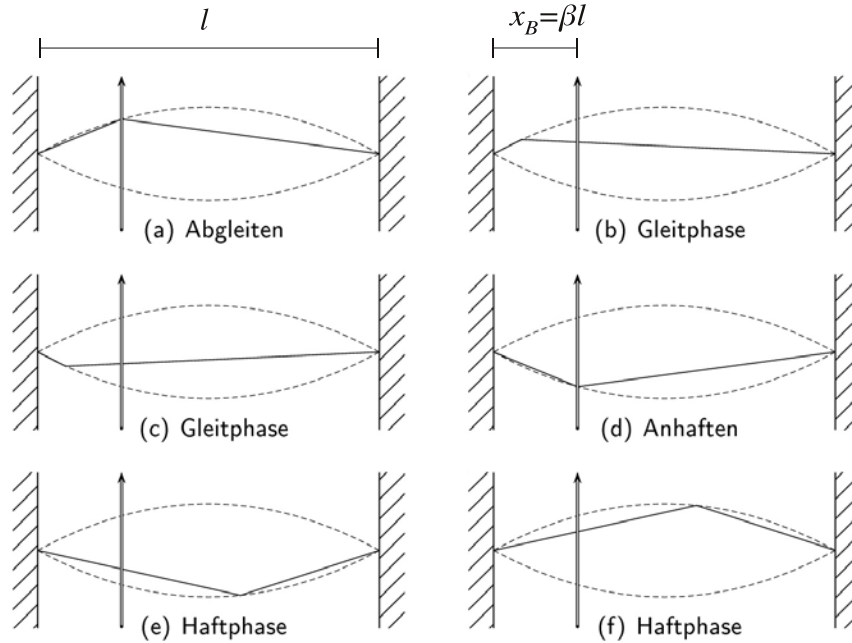 l
x_B=βl
(a) Abgleiten
(b) Gleitphase
(c) Gleitphase
(d) Anhaften
(e) Haftphase
(f) Haftphase